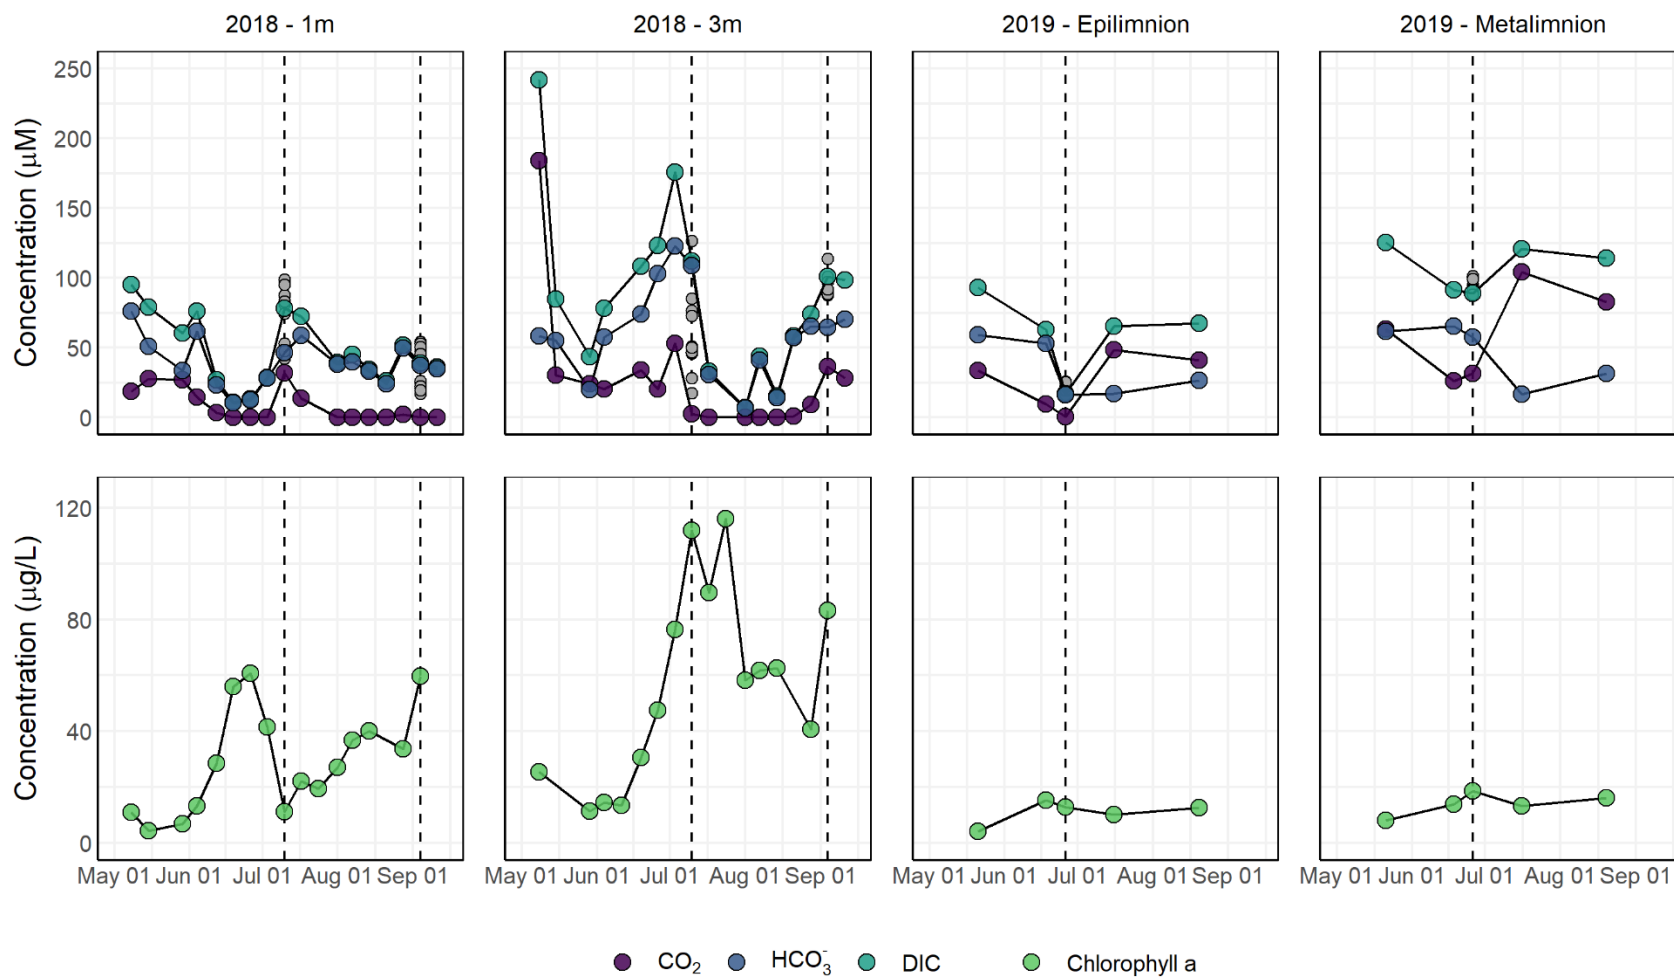 2018 - 1m
2018 - 3m
2019 - Epilimnion
2019 - Metalimnion
Concentration (μM)
250
200
150
100
50
0
Concentration (μg/L)
120
80
40
0
May 01 Jun 01 Jul 01 Aug 01 Sep 01
May 01 Jun 01 Jul 01 Aug 01 Sep 01
May 01 Jun 01 Jul 01 Aug 01 Sep 01
May 01 Jun 01 Jul 01 Aug 01 Sep 01
CO₂ HCO₃⁻ DIC Chlorophyll a